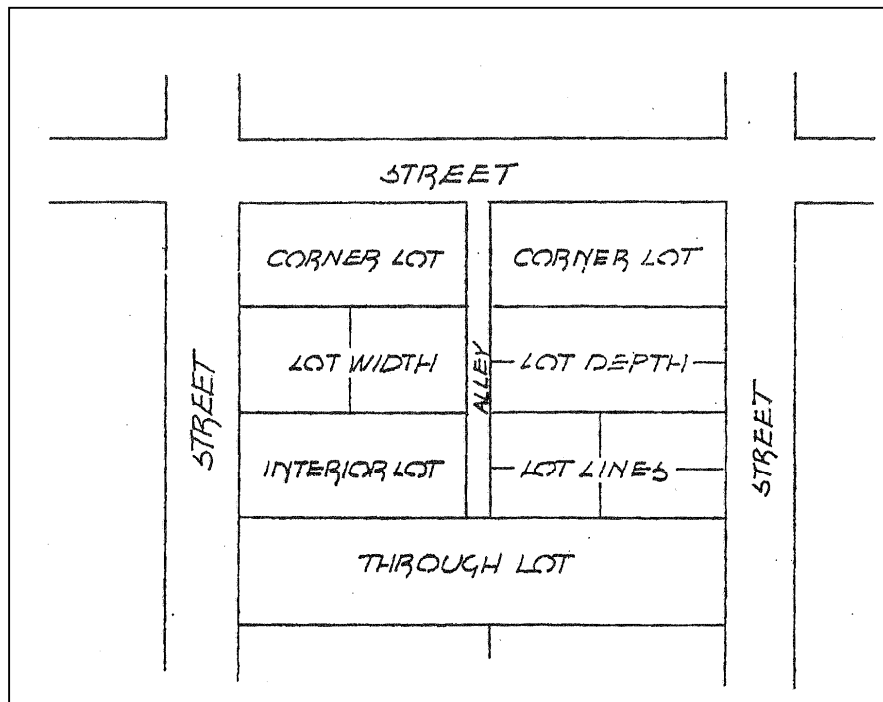 STREET
CORNER LOT
CORNER LOT
LOT WIDTH
LOT DEPTH
ALLEY
STREET
STREET
INTERIOR LOT
LOT LINES
THROUGH LOT